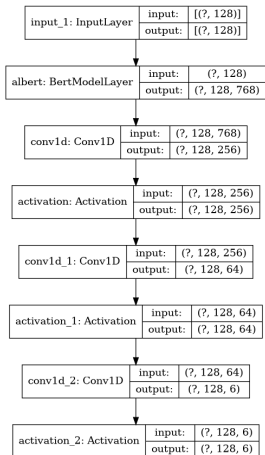 input_1: InputLayer input: [(?, 128)]
output: [(?, 128)]
albert: BertModelLayer input: (?, 128)
output: (?, 128, 768)
conv1d: Conv1D input: (?, 128, 768)
output: (?, 128, 256)
activation: Activation input: (?, 128, 256)
output: (?, 128, 256)
conv1d_1: Conv1D input: (?, 128, 256)
output: (?, 128, 64)
activation_1: Activation input: (?, 128, 64)
output: (?, 128, 64)
conv1d_2: Conv1D input: (?, 128, 64)
output: (?, 128, 6)
activation_2: Activation input: (?, 128, 6)
output: (?, 128, 6)